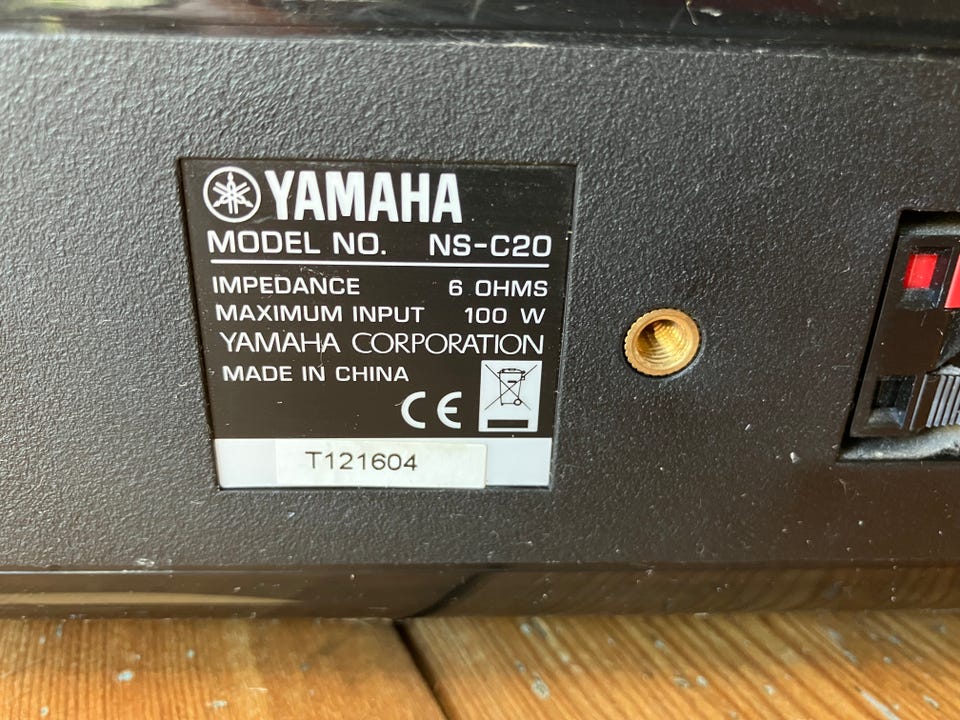 YAMAHA
MODEL NO. NS-C20
IMPEDANCE 6 OHMS
MAXIMUM INPUT 100 W
YAMAHA CORPORATION
MADE IN CHINA
CE
T121604